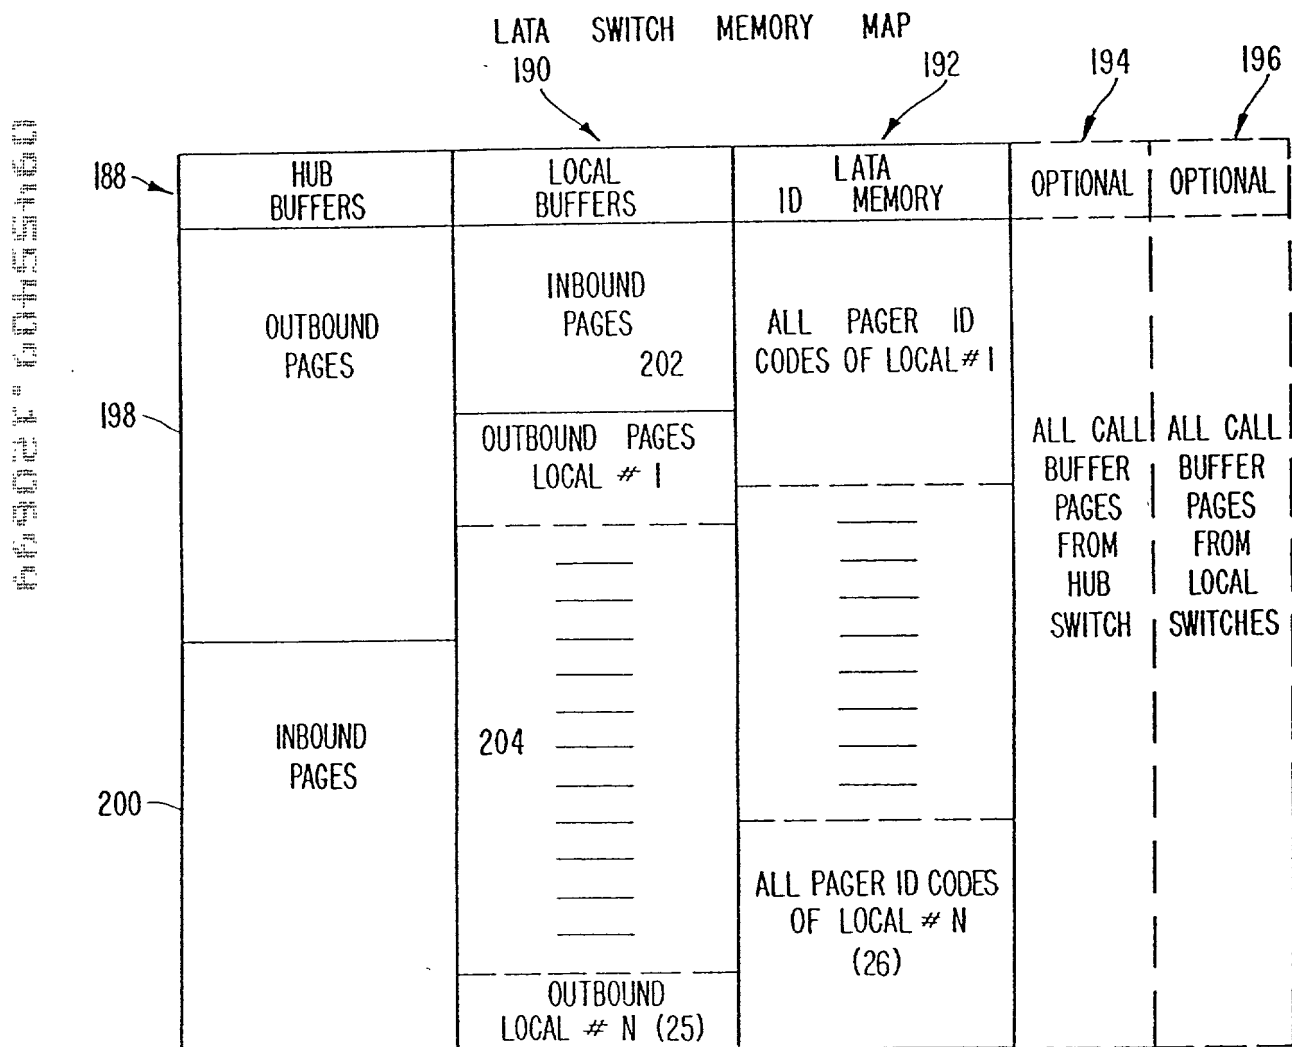 LATA SWITCH MEMORY MAP
190
192
194
196
188
HUB
BUFFERS
LOCAL
BUFFERS
LATA
ID MEMORY
OPTIONAL
OPTIONAL
OUTBOUND
PAGES
198
INBOUND
PAGES
200
INBOUND
PAGES
202
OUTBOUND PAGES
LOCAL # 1
204
OUTBOUND
LOCAL # N (25)
ALL PAGER ID
CODES OF LOCAL # 1
ALL PAGER ID CODES
OF LOCAL # N
(26)
ALL CALL
BUFFER
PAGES
FROM
HUB
SWITCH
ALL CALL
BUFFER
PAGES
FROM
LOCAL
SWITCHES